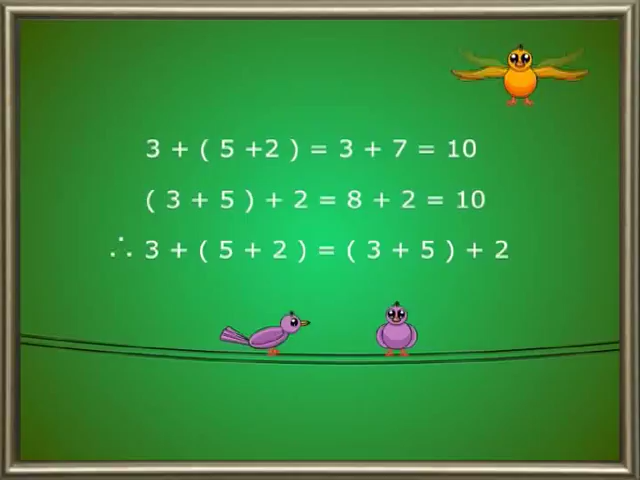 3 + ( 5 +2 ) = 3 + 7 = 10
( 3 + 5 ) + 2 = 8 + 2 = 10
∴ 3 + ( 5 + 2 ) = ( 3 + 5 ) + 2